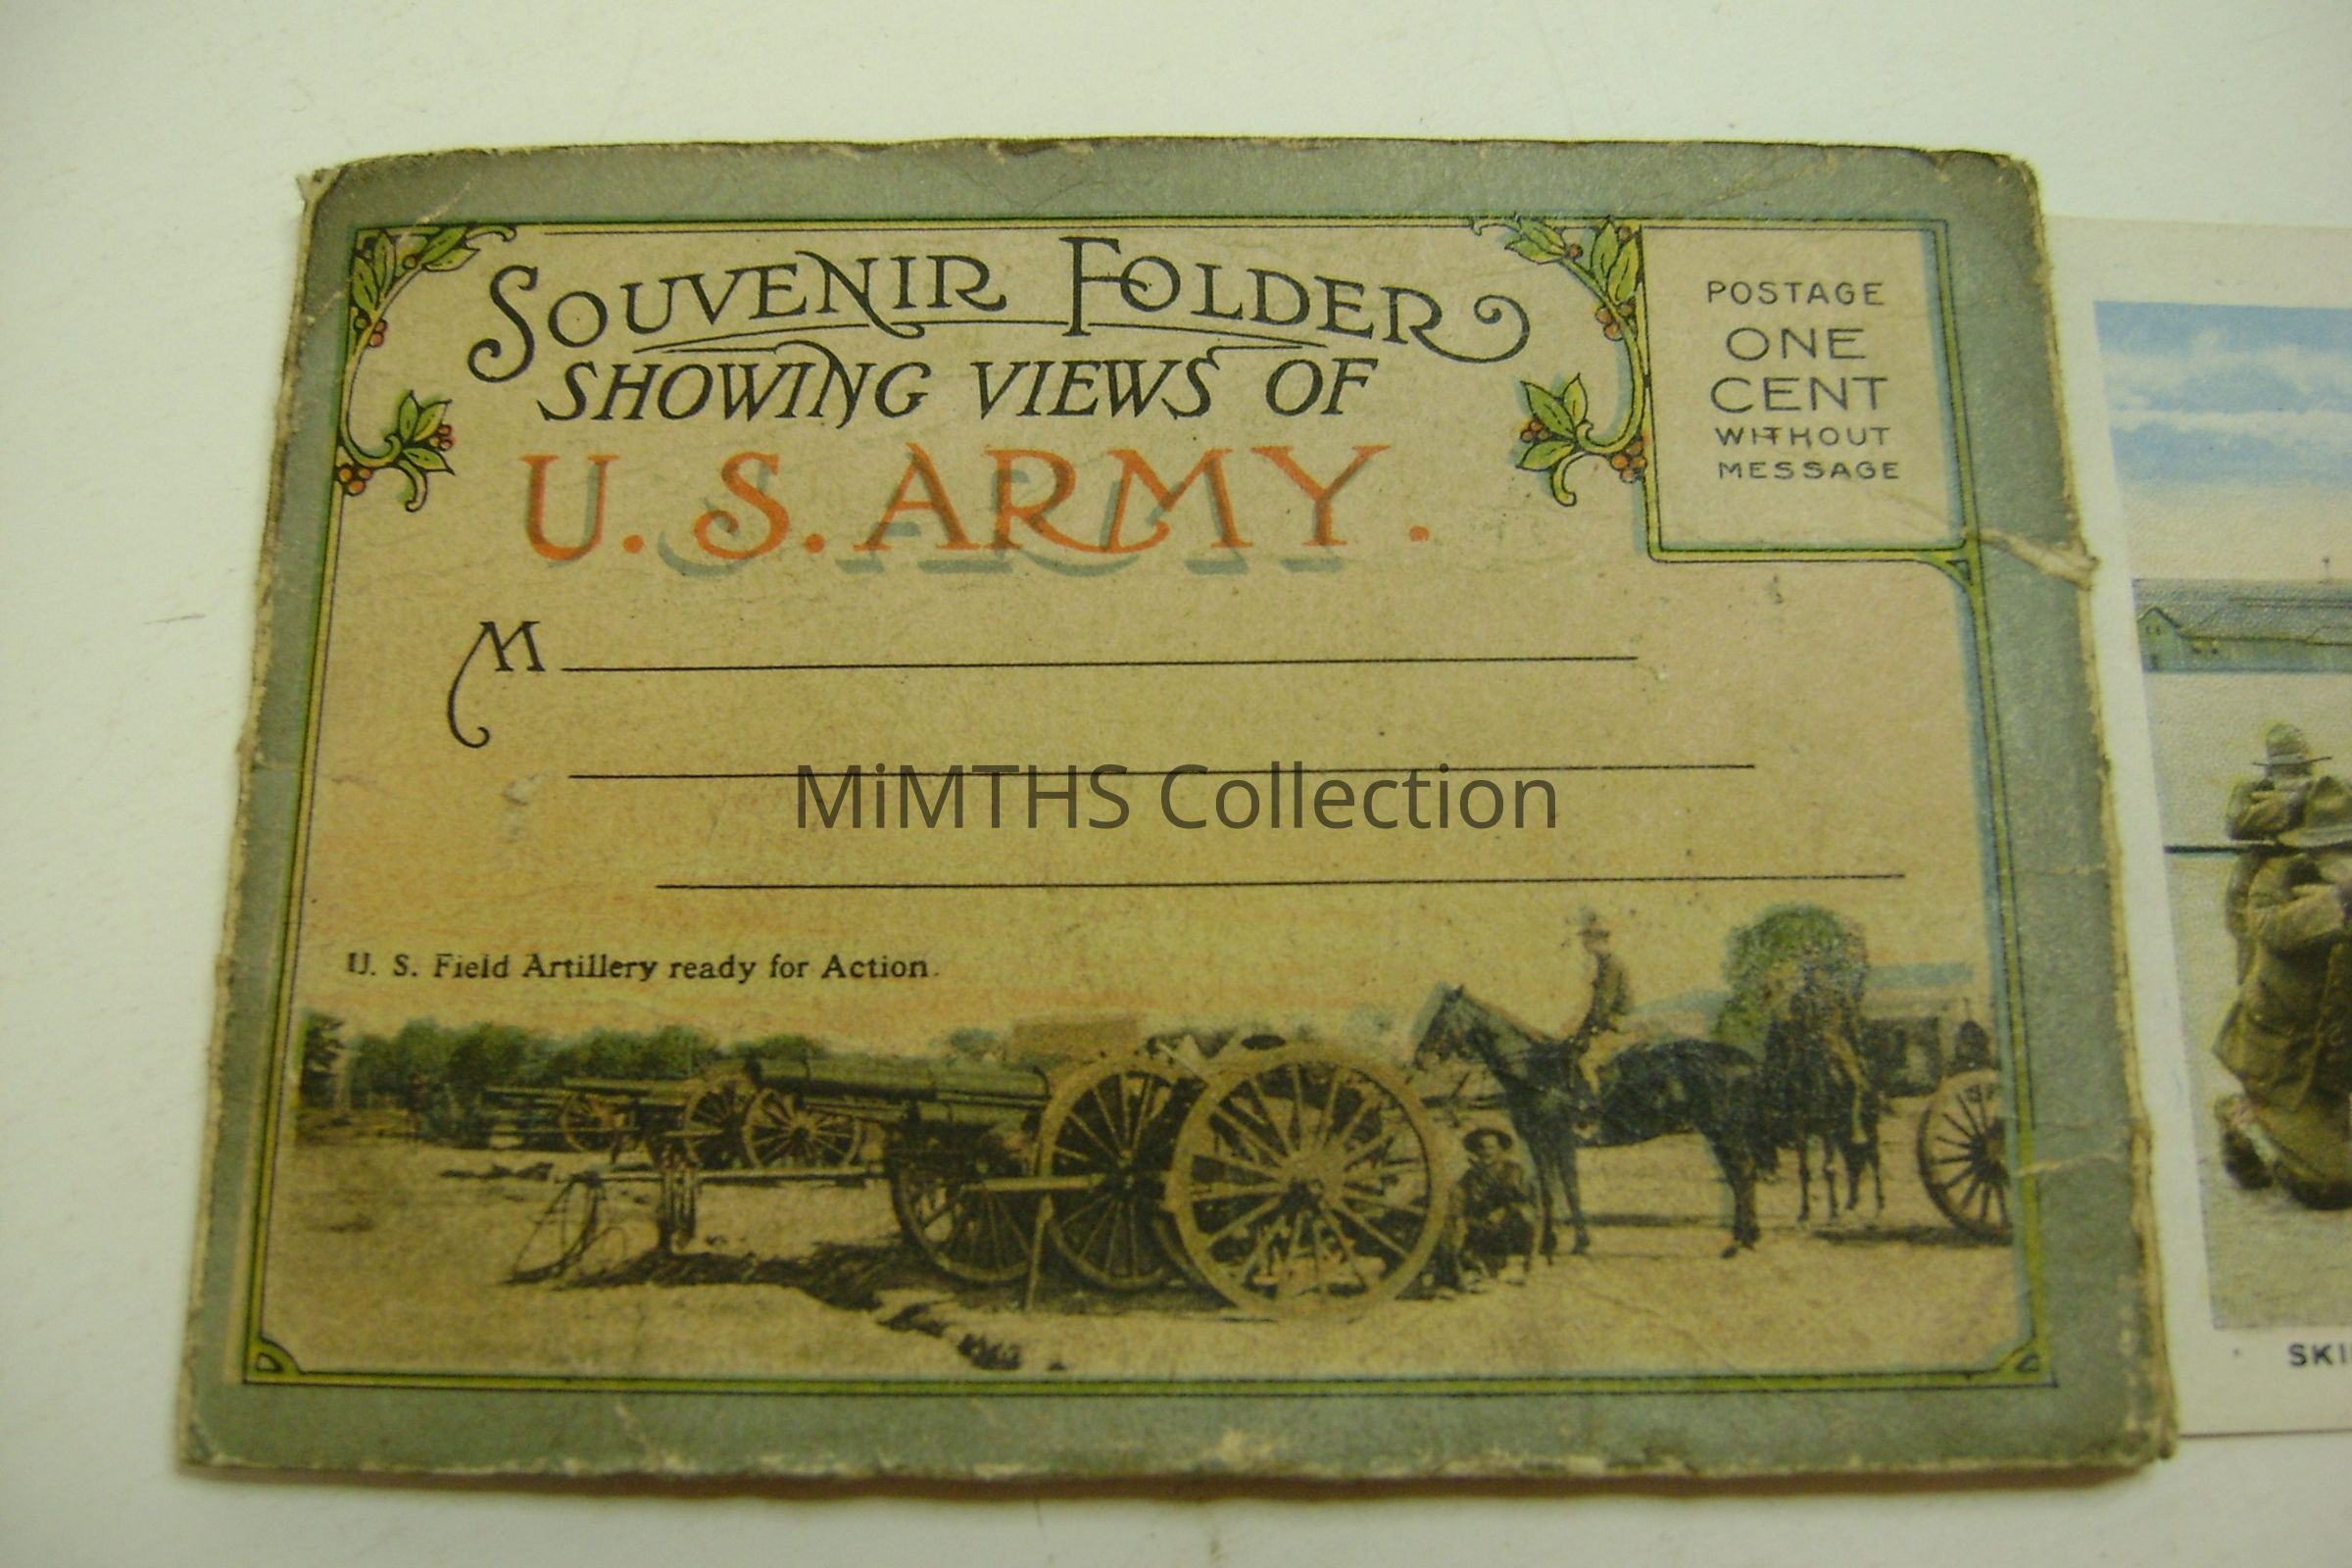 SOUVENIR FOLDER
SHOWING VIEWS OF
U. S. ARMY.
POSTAGE
ONE
CENT
WITHOUT
MESSAGE
M
MiMTHS Collection
U. S. Field Artillery ready for Action.
SKI